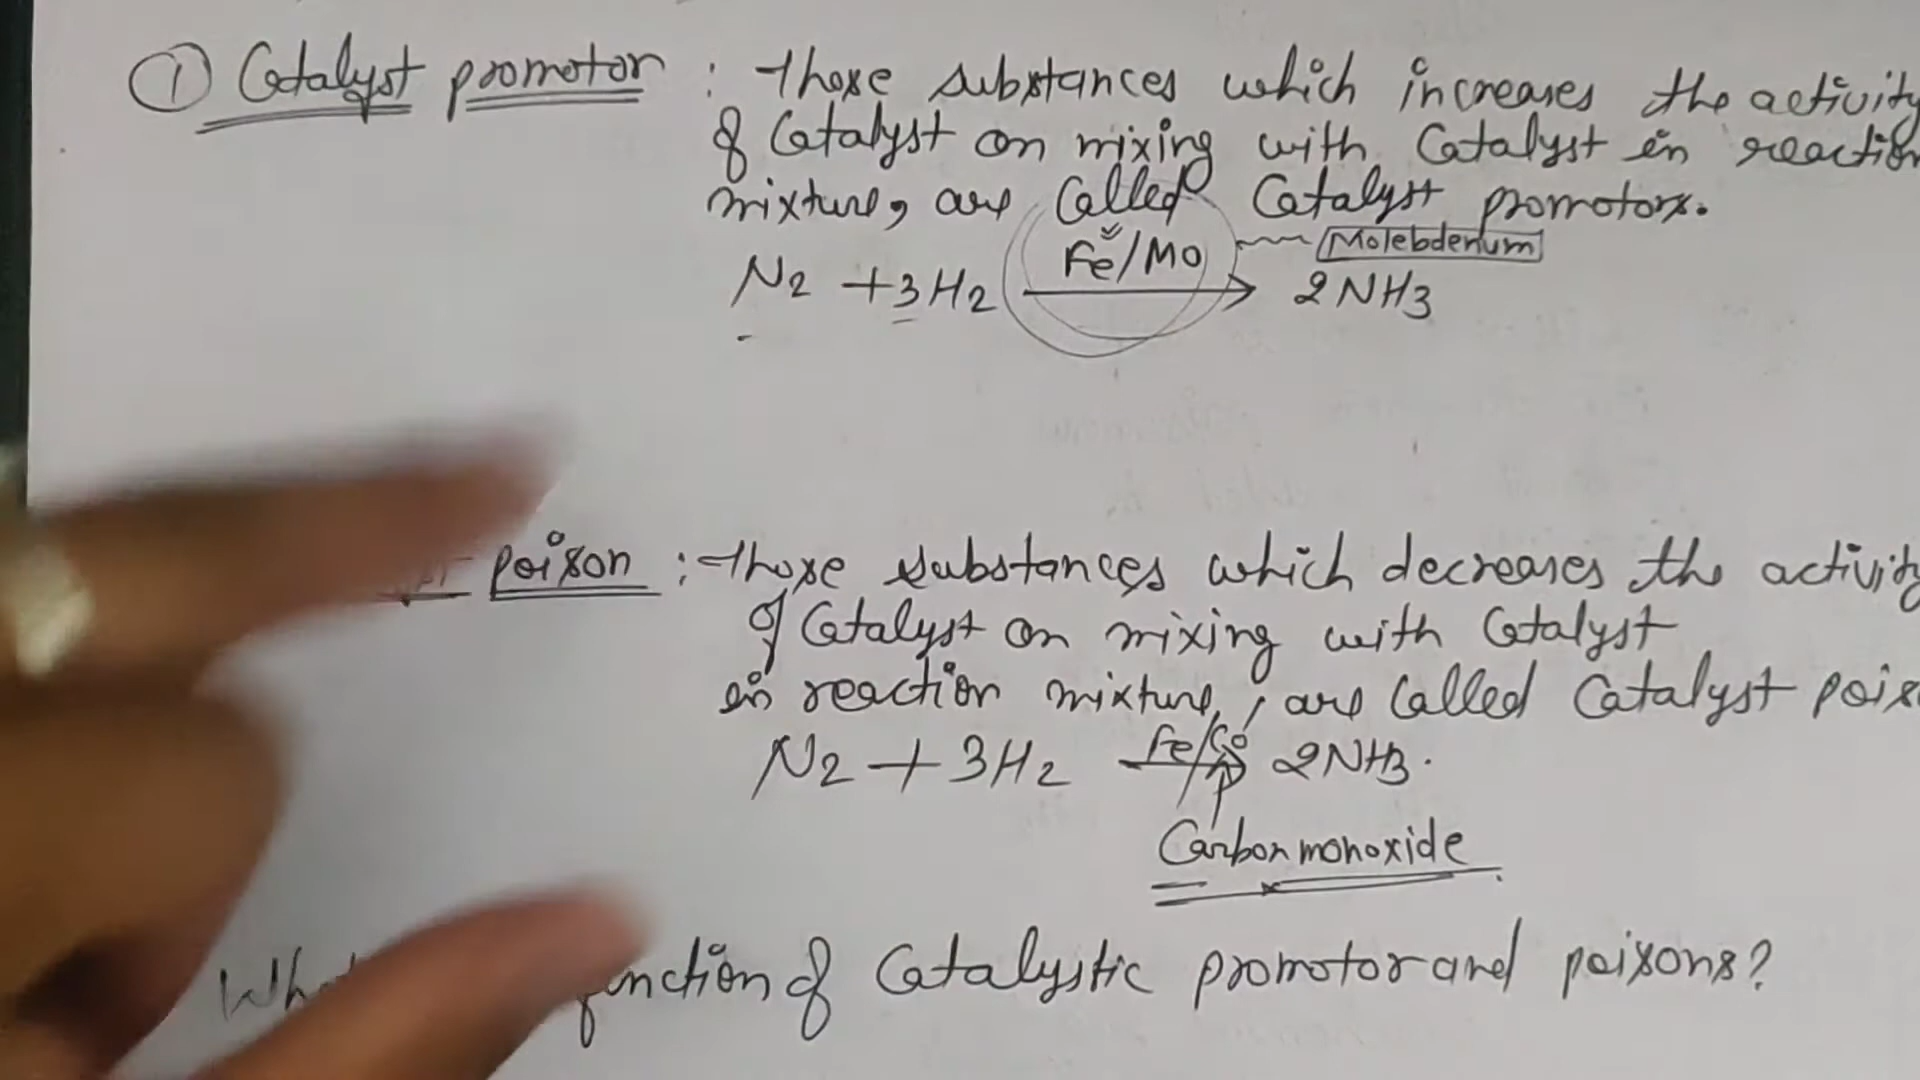 ① Catalyst promotor : those substances which increases the activity
of Catalyst on mixing with Catalyst in reaction
mixture, are Called Catalyst promotors.
Fe/Mo Molebdenum
N2 + 3H2 → 2NH3
poison : those substances which decreases the activity
of Catalyst on mixing with Catalyst
in reaction mixture, are Called Catalyst
Fe/Co
N2 + 3H2 → 2NH3.
Carbon monoxide
of Catalystic promotor and poisons?